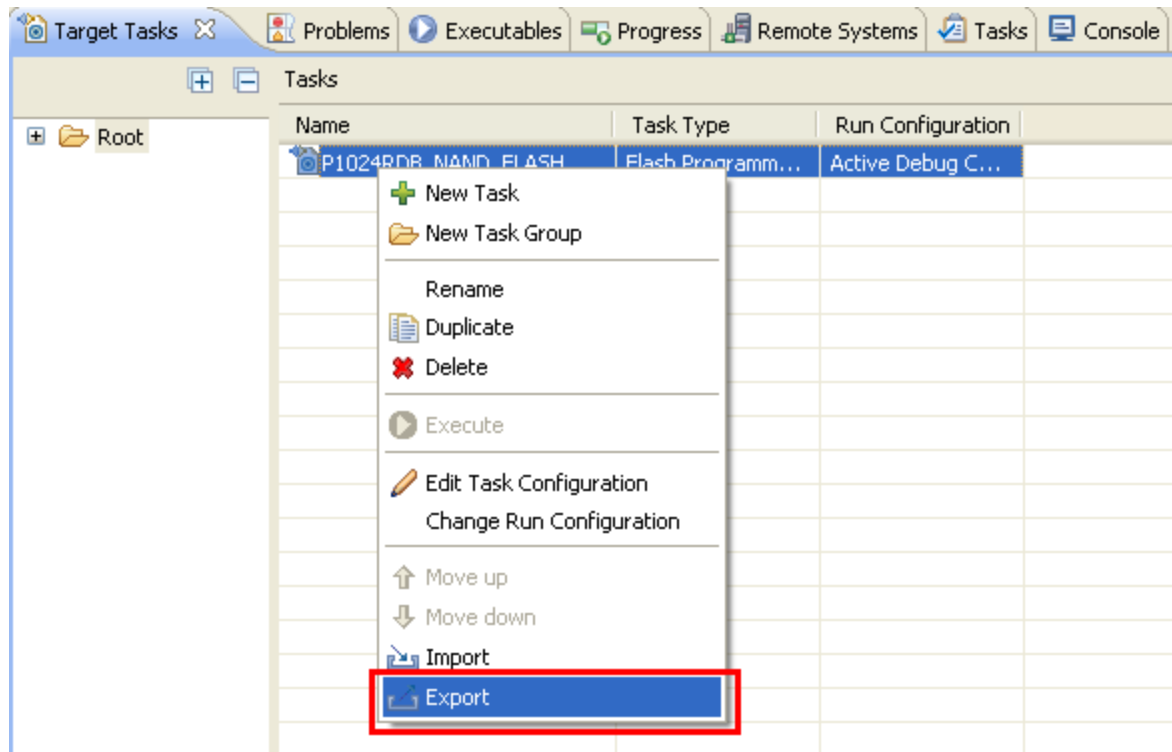 Target Tasks Problems Executables Progress Remote Systems Tasks Console
Tasks
Root
Name Task Type Run Configuration
P1024RDB_NAND_FLASH Flash Programm... Active Debug C...
New Task
New Task Group
Rename
Duplicate
Delete
Execute
Edit Task Configuration
Change Run Configuration
Move up
Move down
Import
Export